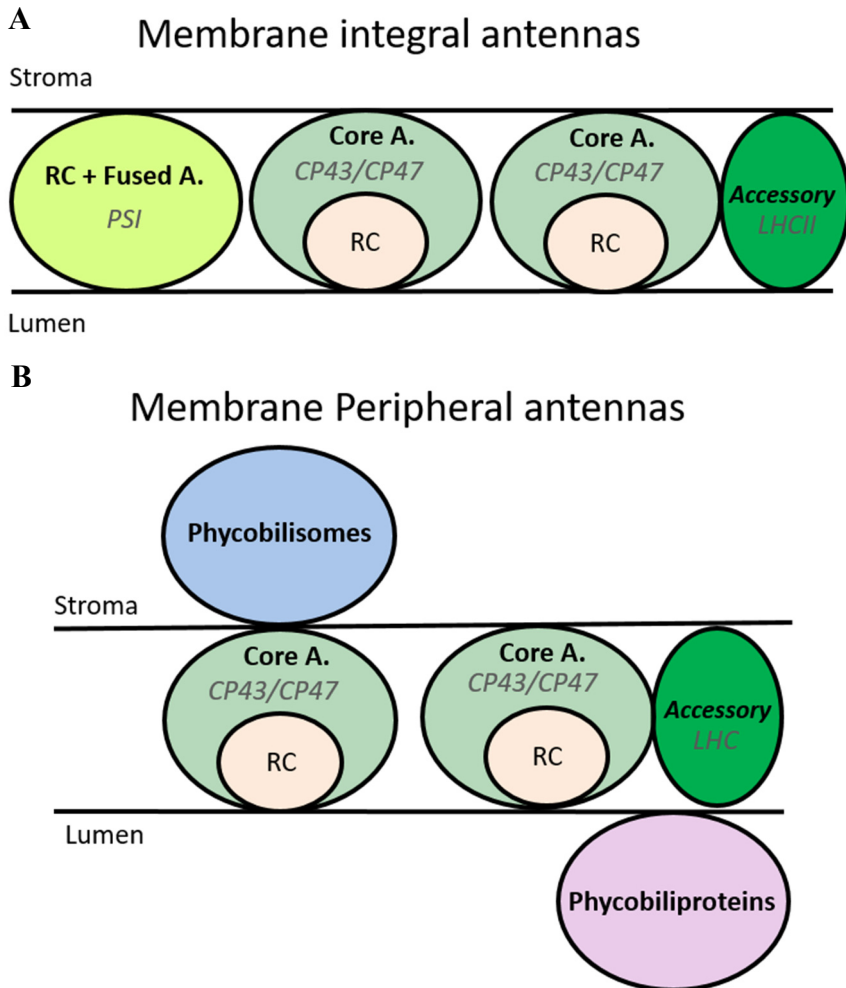 A
Membrane integral antennas
Stroma
RC + Fused A.
PSI
Core A.
CP43/CP47
RC
Core A.
CP43/CP47
RC
Accessory
LHCII
Lumen
B
Membrane Peripheral antennas
Phycobilisomes
Stroma
Core A.
CP43/CP47
RC
Core A.
CP43/CP47
RC
Accessory
LHC
Lumen
Phycobiliproteins